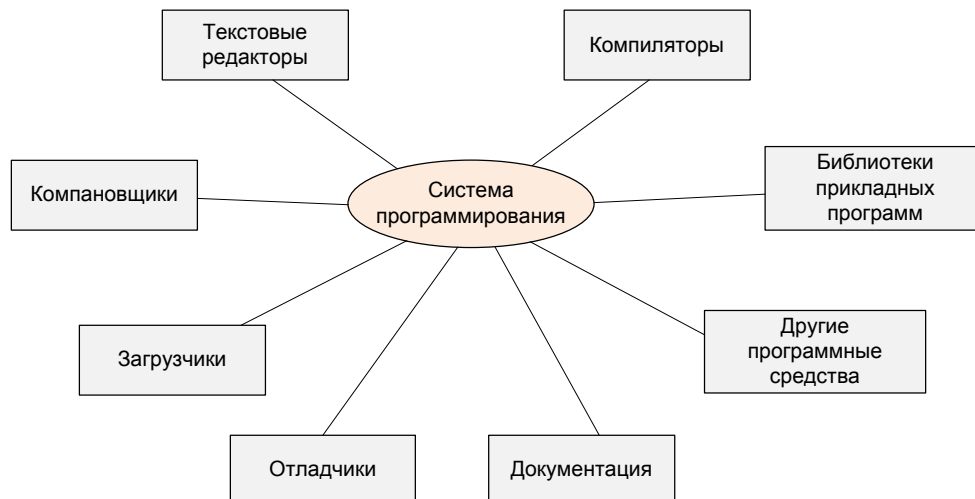 Текстовые
редакторы
Компиляторы
Компановщики
Система
программирования
Библиотеки
прикладных
программ
Загрузчики
Другие
программные
средства
Отладчики
Документация